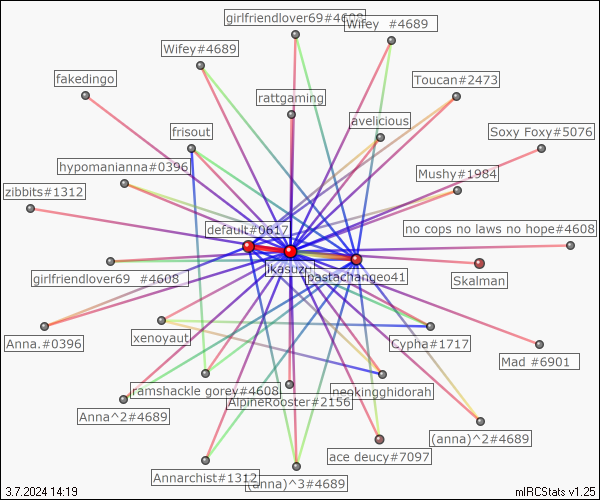 girlfriendlover69#4608
Wifey #4689
Wifey#4689
fakedingo
Toucan#2473
rattgaming
avelicious
frisout
Soxy Foxy#5076
hypomanianna#0396
Mushy#1984
zibbits#1312
default#0617
no cops no laws no hope#4608
ikasuze
pastachangeo41
girlfriendlover69 #4608
Skalman
Anna.#0396
xenoyaut
Cypha#1717
Mad #6901
ramshackle gorey#4608
neokingghidorah
AlpineRooster#2156
Anna^2#4689
(anna)^2#4689
ace deucy#7097
Annarchist#1312
(anna)^3#4689
3.7.2024 14:19
mIRCStats v1.25